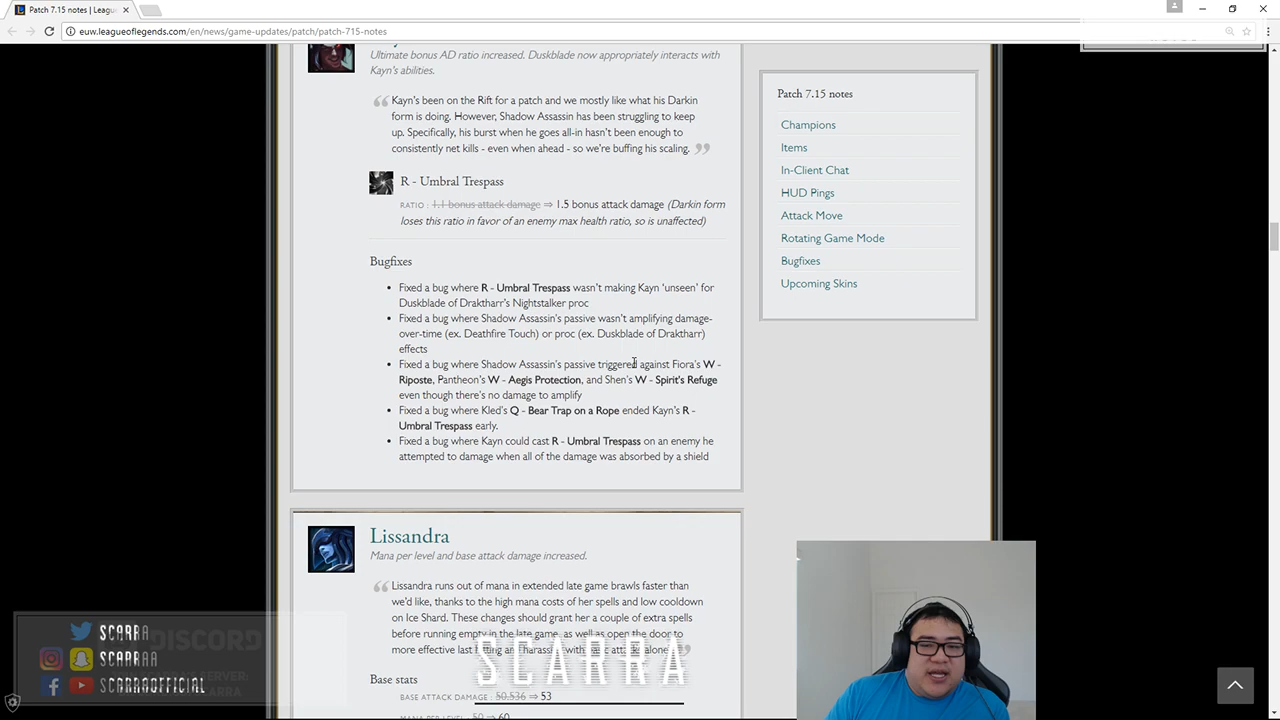 Patch 7.15 notes | Leagu
euw.leagueoflegends.com/en/news/game-updates/patch/patch-715-notes
Ultimate bonus AD ratio increased. Duskblade now appropriately interacts with
Kayn's abilities.
Kayn's been on the Rift for a patch and we mostly like what his Darkin
form is doing. However, Shadow Assassin has been struggling to keep
up. Specifically, his burst when he goes all-in hasn't been enough to
consistently net kills - even when ahead - so we're buffing his scaling.
R - Umbral Trespass
RATIO : 1.1 bonus attack damage ⇒ 1.5 bonus attack damage (Darkin form
loses this ratio in favor of an enemy max health ratio, so is unaffected)
Bugfixes
Fixed a bug where R - Umbral Trespass wasn't making Kayn 'unseen' for
Duskblade of Draktharr's Nightstalker proc
Fixed a bug where Shadow Assassin's passive wasn't amplifying damage-
over-time (ex. Deathfire Touch) or proc (ex. Duskblade of Draktharr)
effects
Fixed a bug where Shadow Assassin's passive triggered against Fiora's W -
Riposte, Pantheon's W - Aegis Protection, and Shen's W - Spirit's Refuge
even though there's no damage to amplify
Fixed a bug where Kled's Q - Bear Trap on a Rope ended Kayn's R -
Umbral Trespass early.
Fixed a bug where Kayn could cast R - Umbral Trespass on an enemy he
attempted to damage when all of the damage was absorbed by a shield
Lissandra
Mana per level and base attack damage increased.
Lissandra runs out of mana in extended late game brawls faster than
we'd like, thanks to the high mana costs of her spells and low cooldown
on Ice Shard. These changes should grant her a couple of extra spells
before running empty in the late game, as well as open the door to
more effective last
Base stats
BASE ATTACK DAMAGE : 50.536 ⇒ 53
MANA PER LEVEL : 50 ⇒ 60
Patch 7.15 notes
Champions
Items
In-Client Chat
HUD Pings
Attack Move
Rotating Game Mode
Bugfixes
Upcoming Skins
SCARRA
SCARRAA
SCARRAOFFICIAL
DISCORD
SCARRA